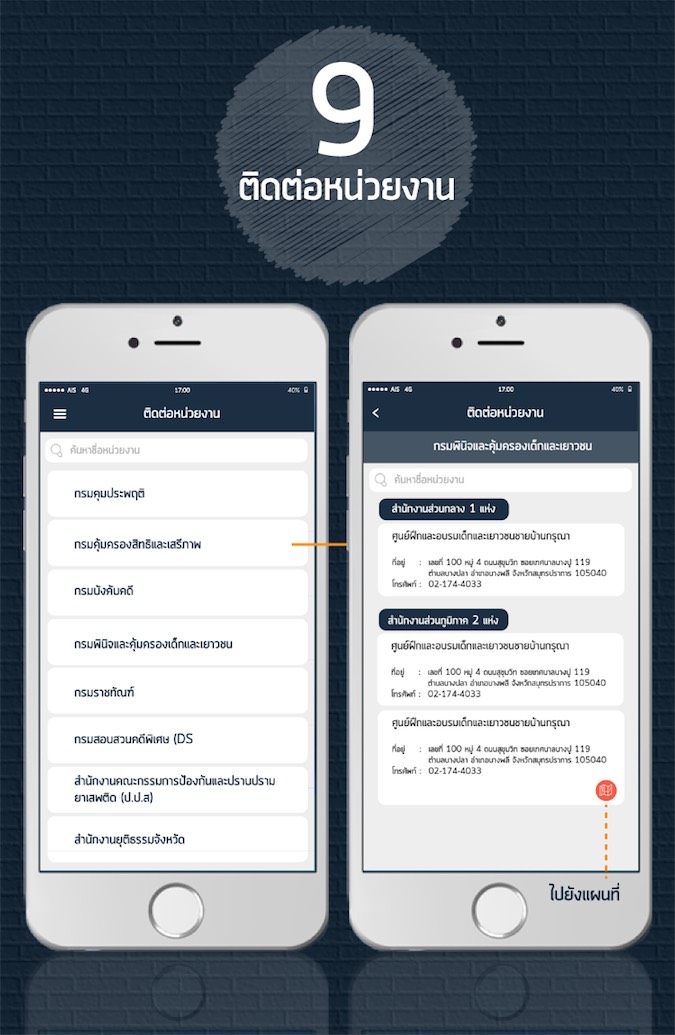 9
ติดต่อหน่วยงาน
AIS 4G 17.00 40%
ติดต่อหน่วยงาน
ค้นหาชื่อหน่วยงาน
กรมคุมประพฤติ
กรมคุ้มครองสิทธิและเสรีภาพ
กรมบังคับคดี
กรมพินิจและคุ้มครองเด็กและเยาวชน
กรมราชทัณฑ์
กรมสอบสวนคดีพิเศษ (DS
สำนักงานคณะกรรมการป้องกันและปราบปราม
ยาเสพติด (ป.ป.ส)
สำนักงานยุติธรรมจังหวัด
AIS 4G 17.00 40%
ติดต่อหน่วยงาน
กรมพินิจและคุ้มครองเด็กและเยาวชน
ค้นหาชื่อหน่วยงาน
สำนักงานส่วนกลาง 1 แห่ง
ศูนย์ฝึกและอบรมเด็กและเยาวชนชายบ้านกรุณา
ที่อยู่ : เลขที่ 100 หมู่ 4 ถนนสุขุมวิท ซอยเทศบาลบางปู 119
ตำบลบางปลา อำเภอบางพลี จังหวัดสมุทรปราการ 105040
โทรศัพท์ : 02-174-4033
สำนักงานส่วนภูมิภาค 2 แห่ง
ศูนย์ฝึกและอบรมเด็กและเยาวชนชายบ้านกรุณา
ที่อยู่ : เลขที่ 100 หมู่ 4 ถนนสุขุมวิท ซอยเทศบาลบางปู 119
ตำบลบางปลา อำเภอบางพลี จังหวัดสมุทรปราการ 105040
โทรศัพท์ : 02-174-4033
ศูนย์ฝึกและอบรมเด็กและเยาวชนชายบ้านกรุณา
ที่อยู่ : เลขที่ 100 หมู่ 4 ถนนสุขุมวิท ซอยเทศบาลบางปู 119
ตำบลบางปลา อำเภอบางพลี จังหวัดสมุทรปราการ 105040
โทรศัพท์ : 02-174-4033
ไปยังแผนที่